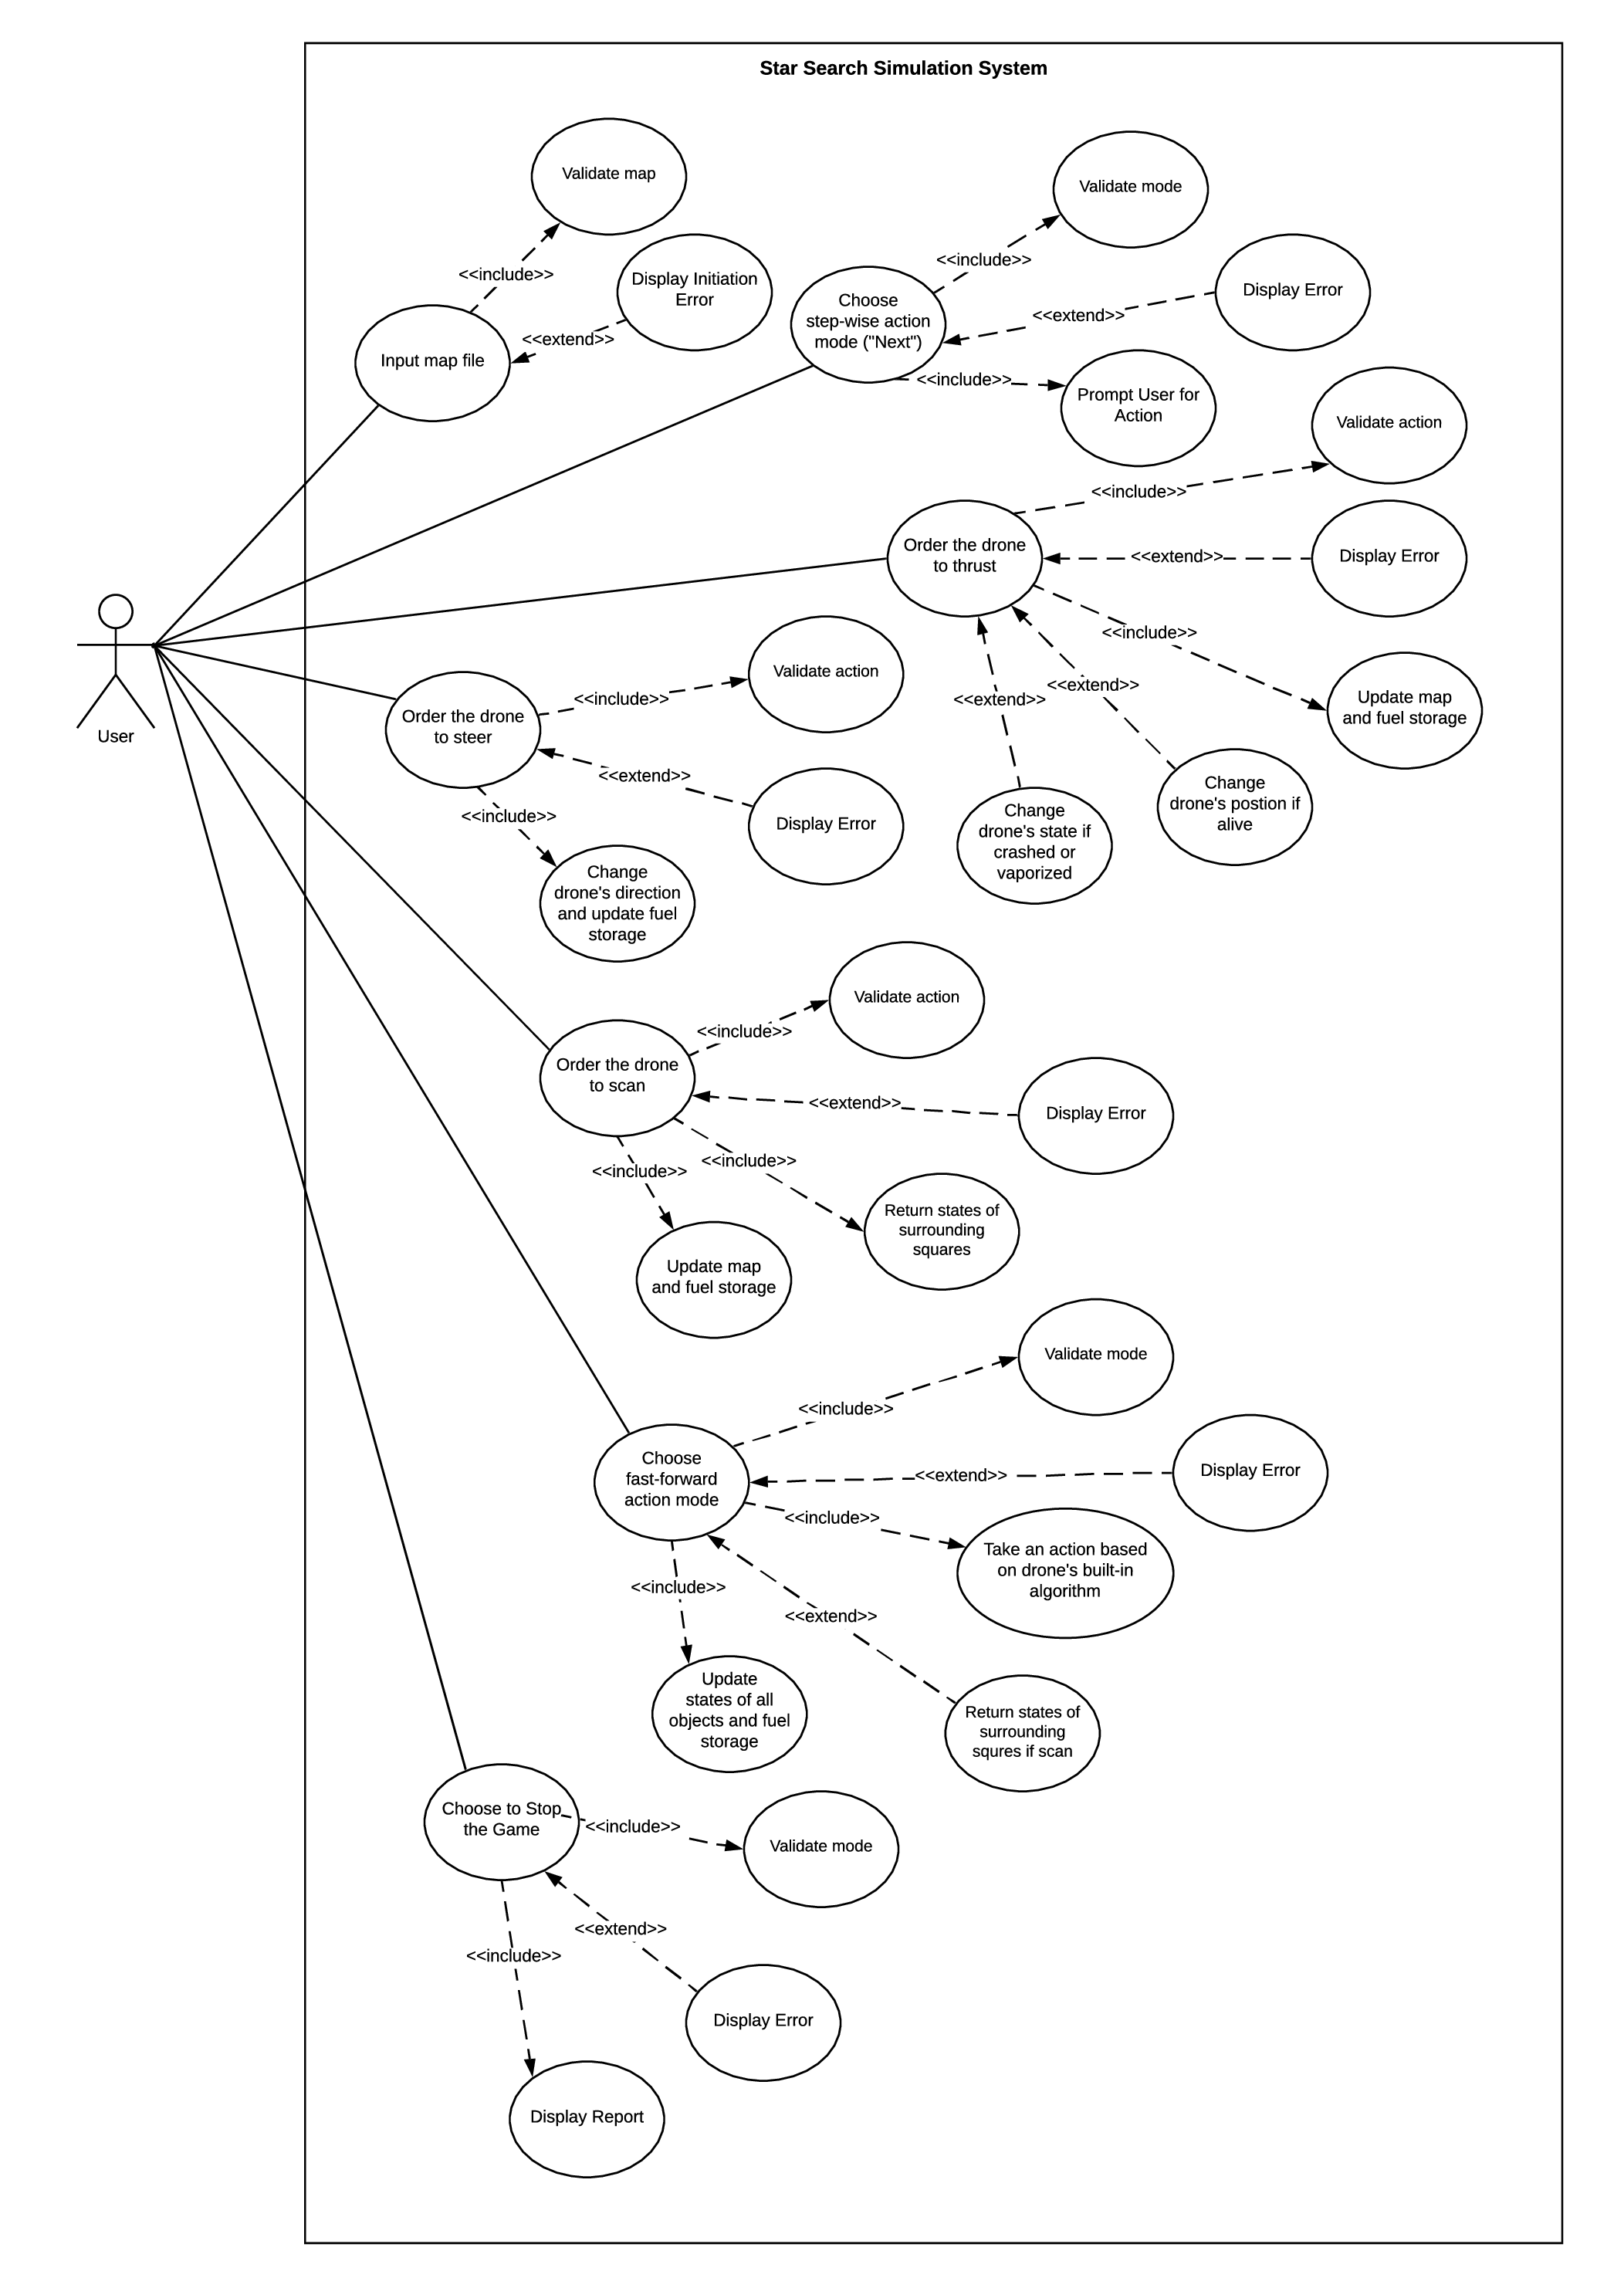 Star Search Simulation System
Validate map
Validate mode
<<include>>
<<include>>
Display Initiation
Error
Display Error
Choose
step-wise action
mode ("Next")
<<extend>>
<<extend>>
Input map file
<<include>>
Prompt User for
Action
Validate action
<<include>>
Order the drone
to thrust
<<extend>>
Display Error
<<include>>
User
Validate action
<<include>>
<<extend>>
<<extend>>
Update map
and fuel storage
Order the drone
to steer
<<extend>>
<<include>>
Display Error
Change
drone's postion if
alive
Change
drone's state if
crashed or
vaporized
Change
drone's direction
and update fuel
storage
Validate action
<<include>>
Order the drone
to scan
<<extend>>
Display Error
<<include>>
<<include>>
Return states of
surrounding
squares
Update map
and fuel storage
Validate mode
<<include>>
Choose
fast-forward
action mode
<<extend>>
Display Error
<<include>>
Take an action based
on drone's built-in
algorithm
<<include>>
<<extend>>
Update
states of all
objects and fuel
storage
Return states of
surrounding
squres if scan
Choose to Stop
the Game
<<include>>
Validate mode
<<extend>>
<<include>>
Display Error
Display Report